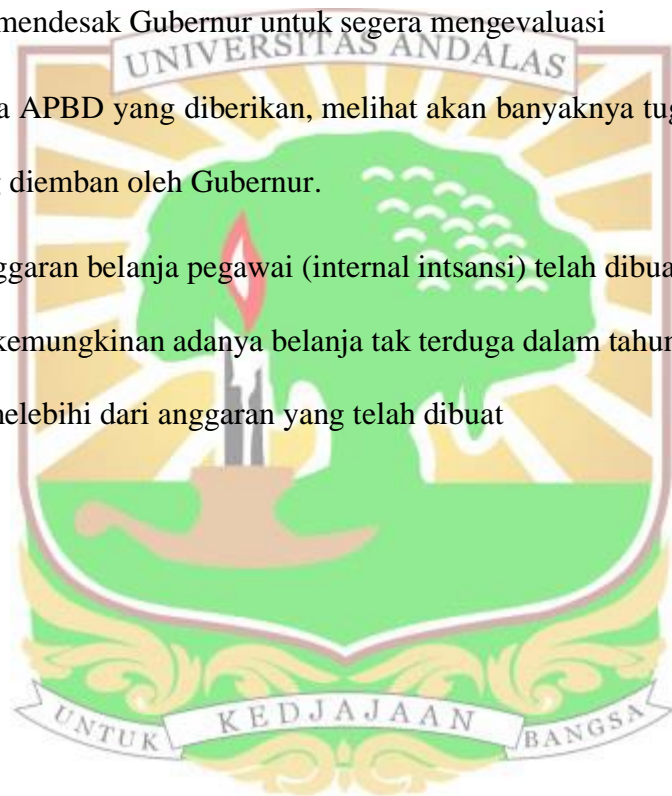 mendesak Gubernur untuk segera mengevaluasi
UNIVERSITAS ANDALAS
a APBD yang diberikan, melihat akan banyaknya tug
g diemban oleh Gubernur.
ggaran belanja pegawai (internal intsansi) telah dibua
kemungkinan adanya belanja tak terduga dalam tahun
nelebihi dari anggaran yang telah dibuat
UNTUK KEDJAJAAN BANGSA